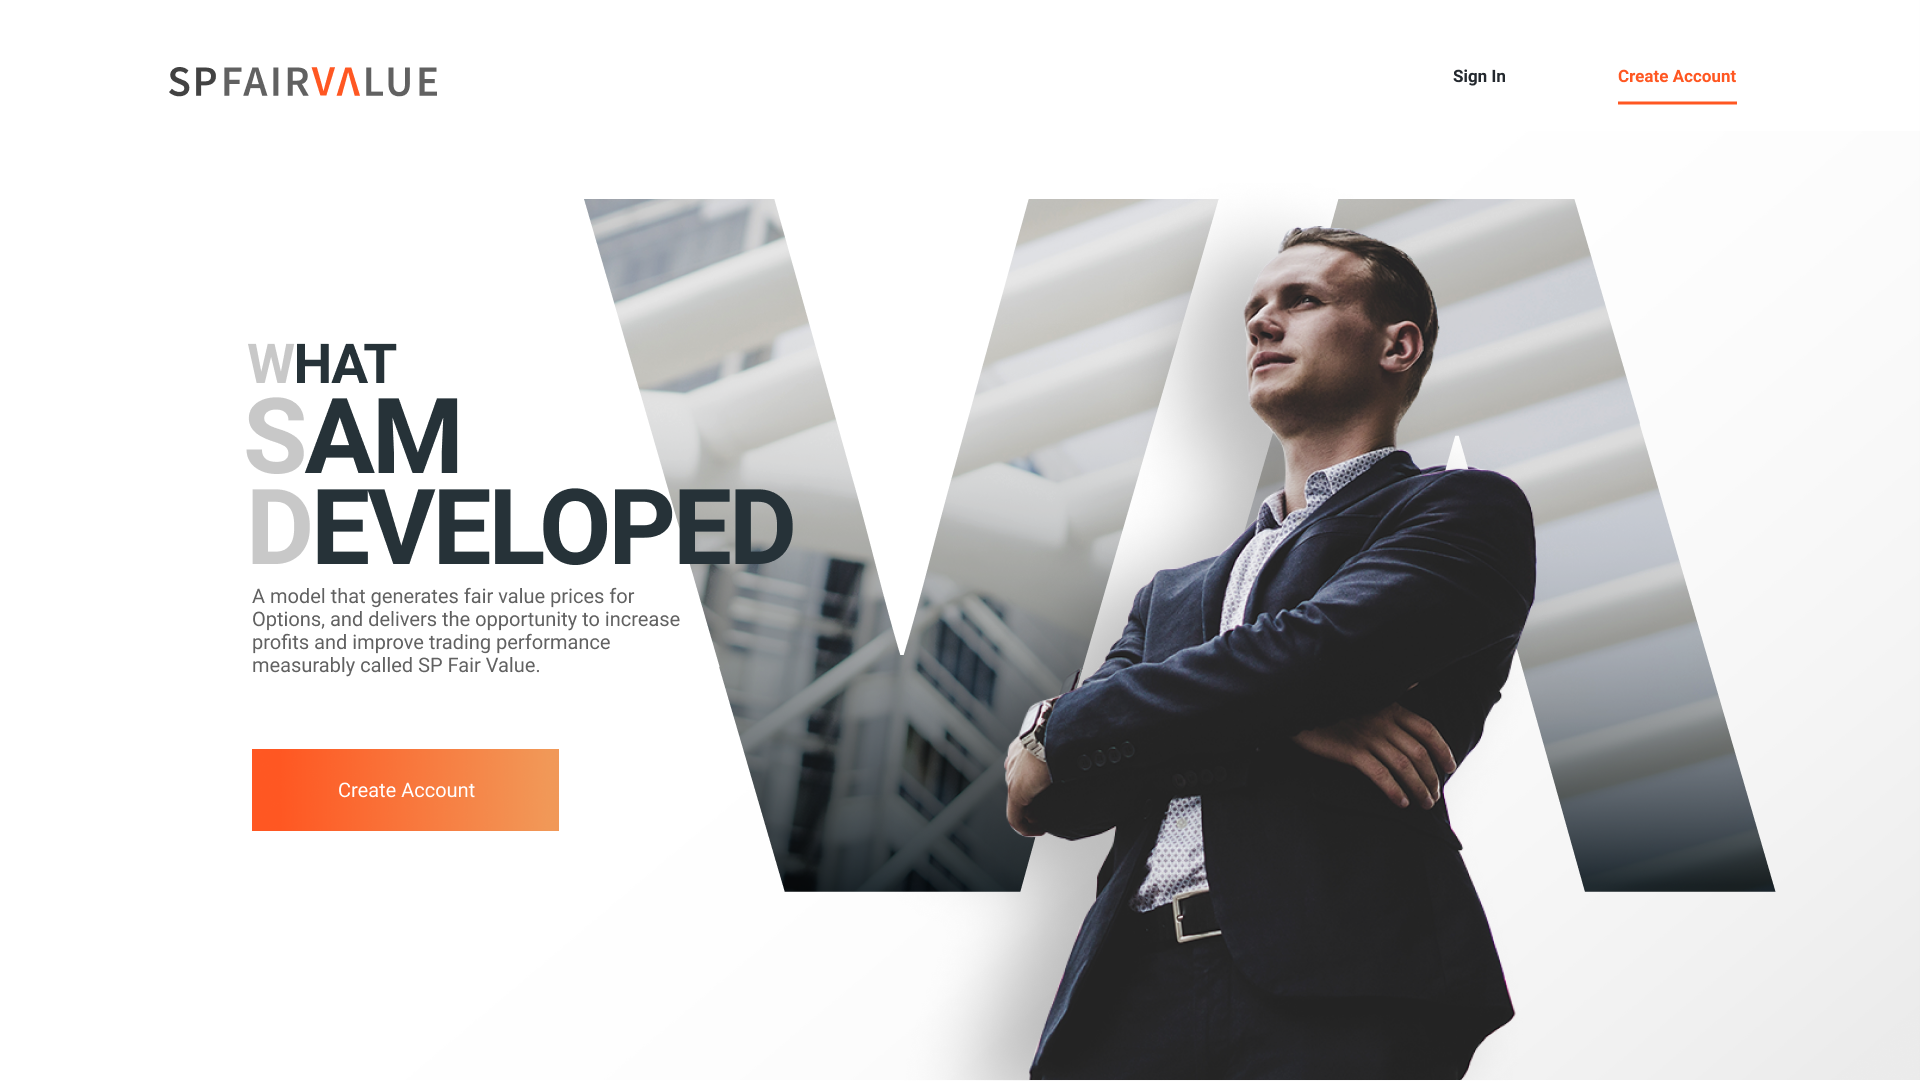 SPFAIRVALUE
Sign In
Create Account
WHAT
SAM
DEVELOPED
A model that generates fair value prices for
Options, and delivers the opportunity to increase
profits and improve trading performance
measurably called SP Fair Value.
Create Account
VA